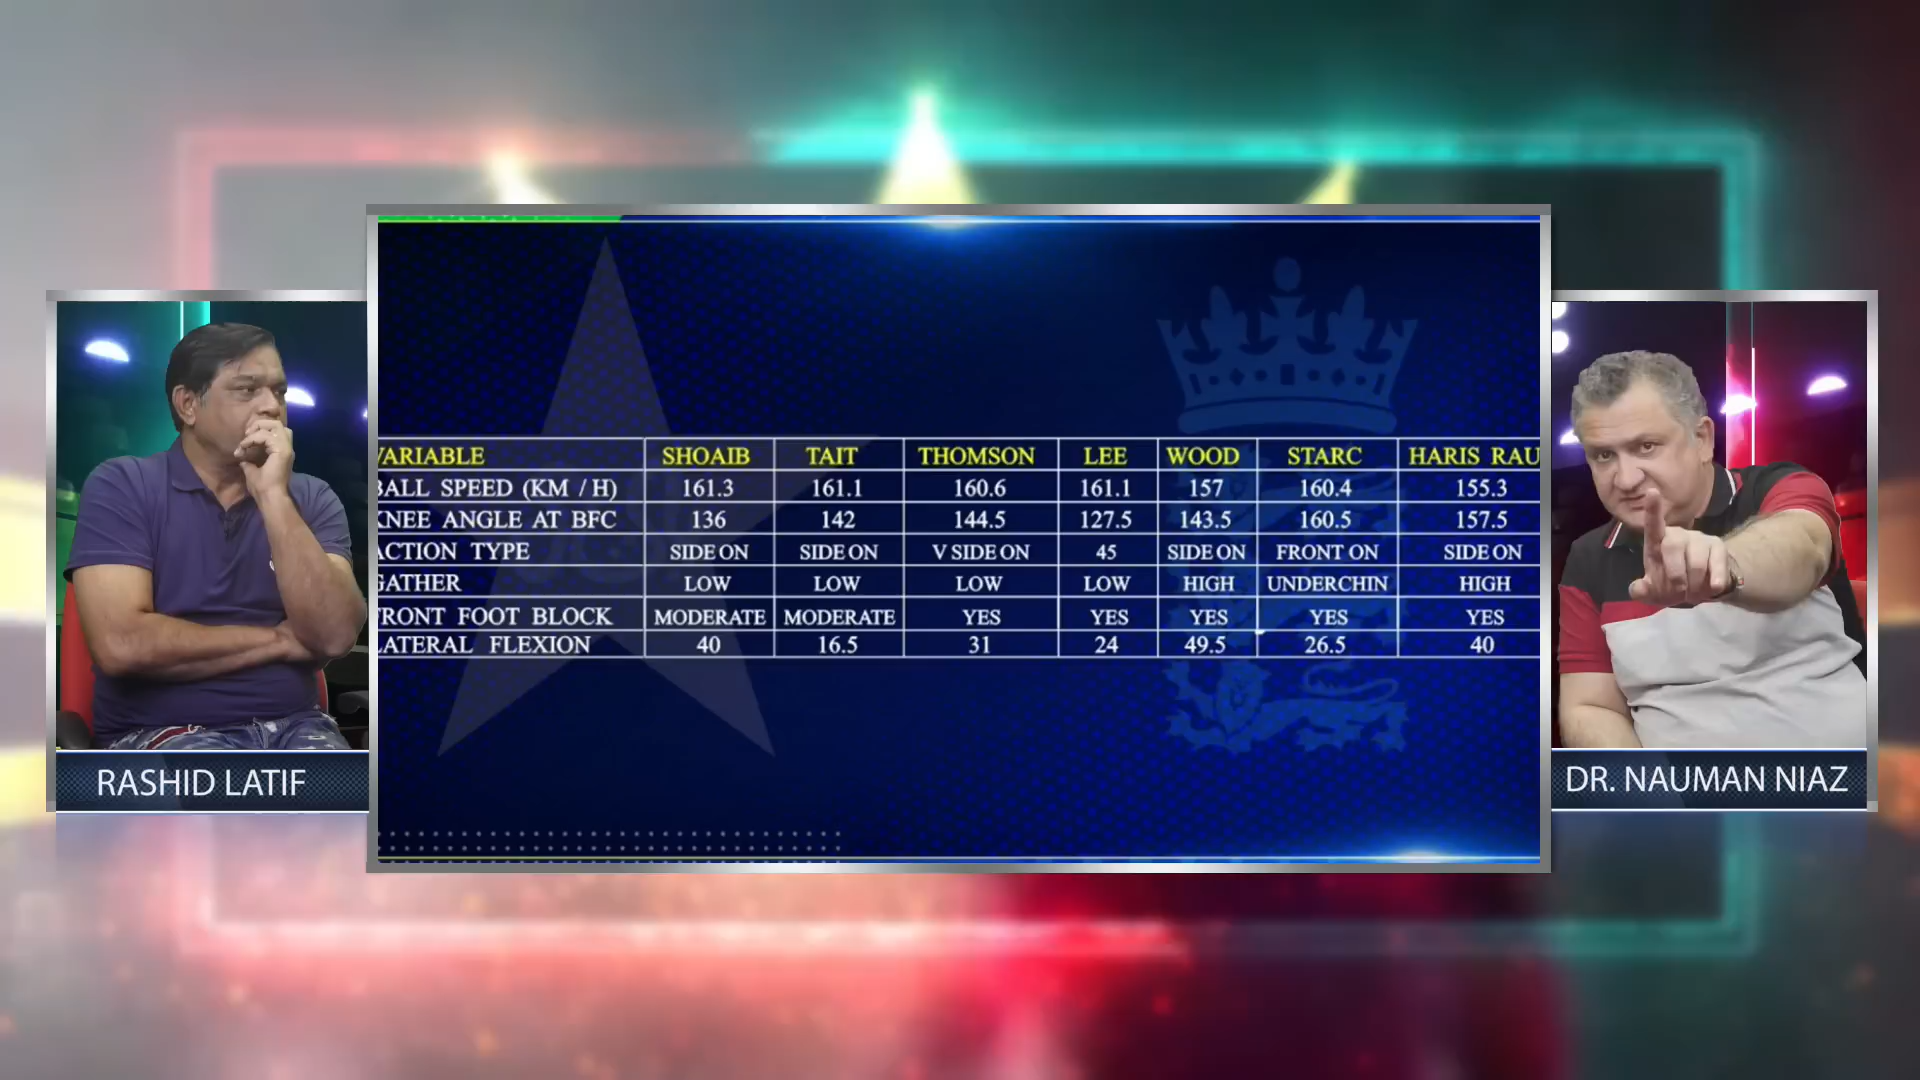 VARIABLE SHOAIB TAIT THOMSON LEE WOOD STARC HARIS RAU
BALL SPEED (KM / H) 161.3 161.1 160.6 161.1 157 160.4 155.3
KNEE ANGLE AT BFC 136 142 144.5 127.5 143.5 160.5 157.5
ACTION TYPE SIDE ON SIDE ON V SIDE ON 45 SIDE ON FRONT ON SIDE ON
GATHER LOW LOW LOW LOW HIGH UNDERCHIN HIGH
FRONT FOOT BLOCK MODERATE MODERATE YES YES YES YES YES
LATERAL FLEXION 40 16.5 31 24 49.5 26.5 40
RASHID LATIF
DR. NAUMAN NIAZ